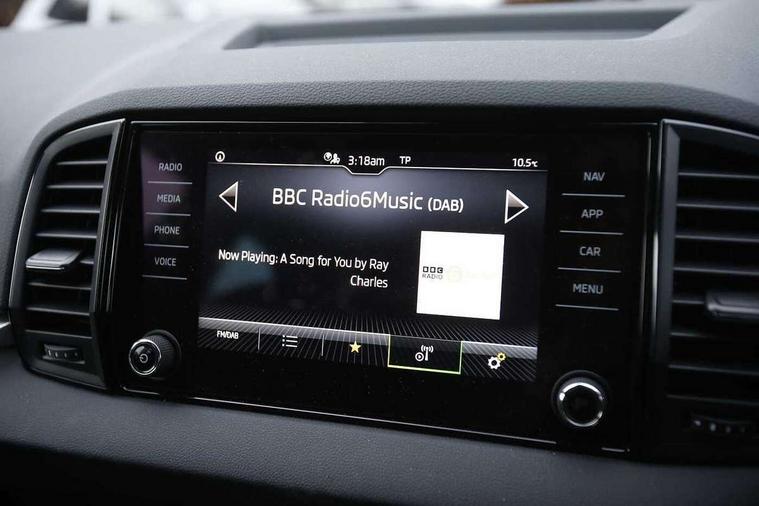 RADIO
MEDIA
PHONE
VOICE
3:18am TP 10.5℃
BBC Radio6Music (DAB)
Now Playing: A Song for You by Ray
Charles
BBC
RADIO
FM/DAB
NAV
APP
CAR
MENU